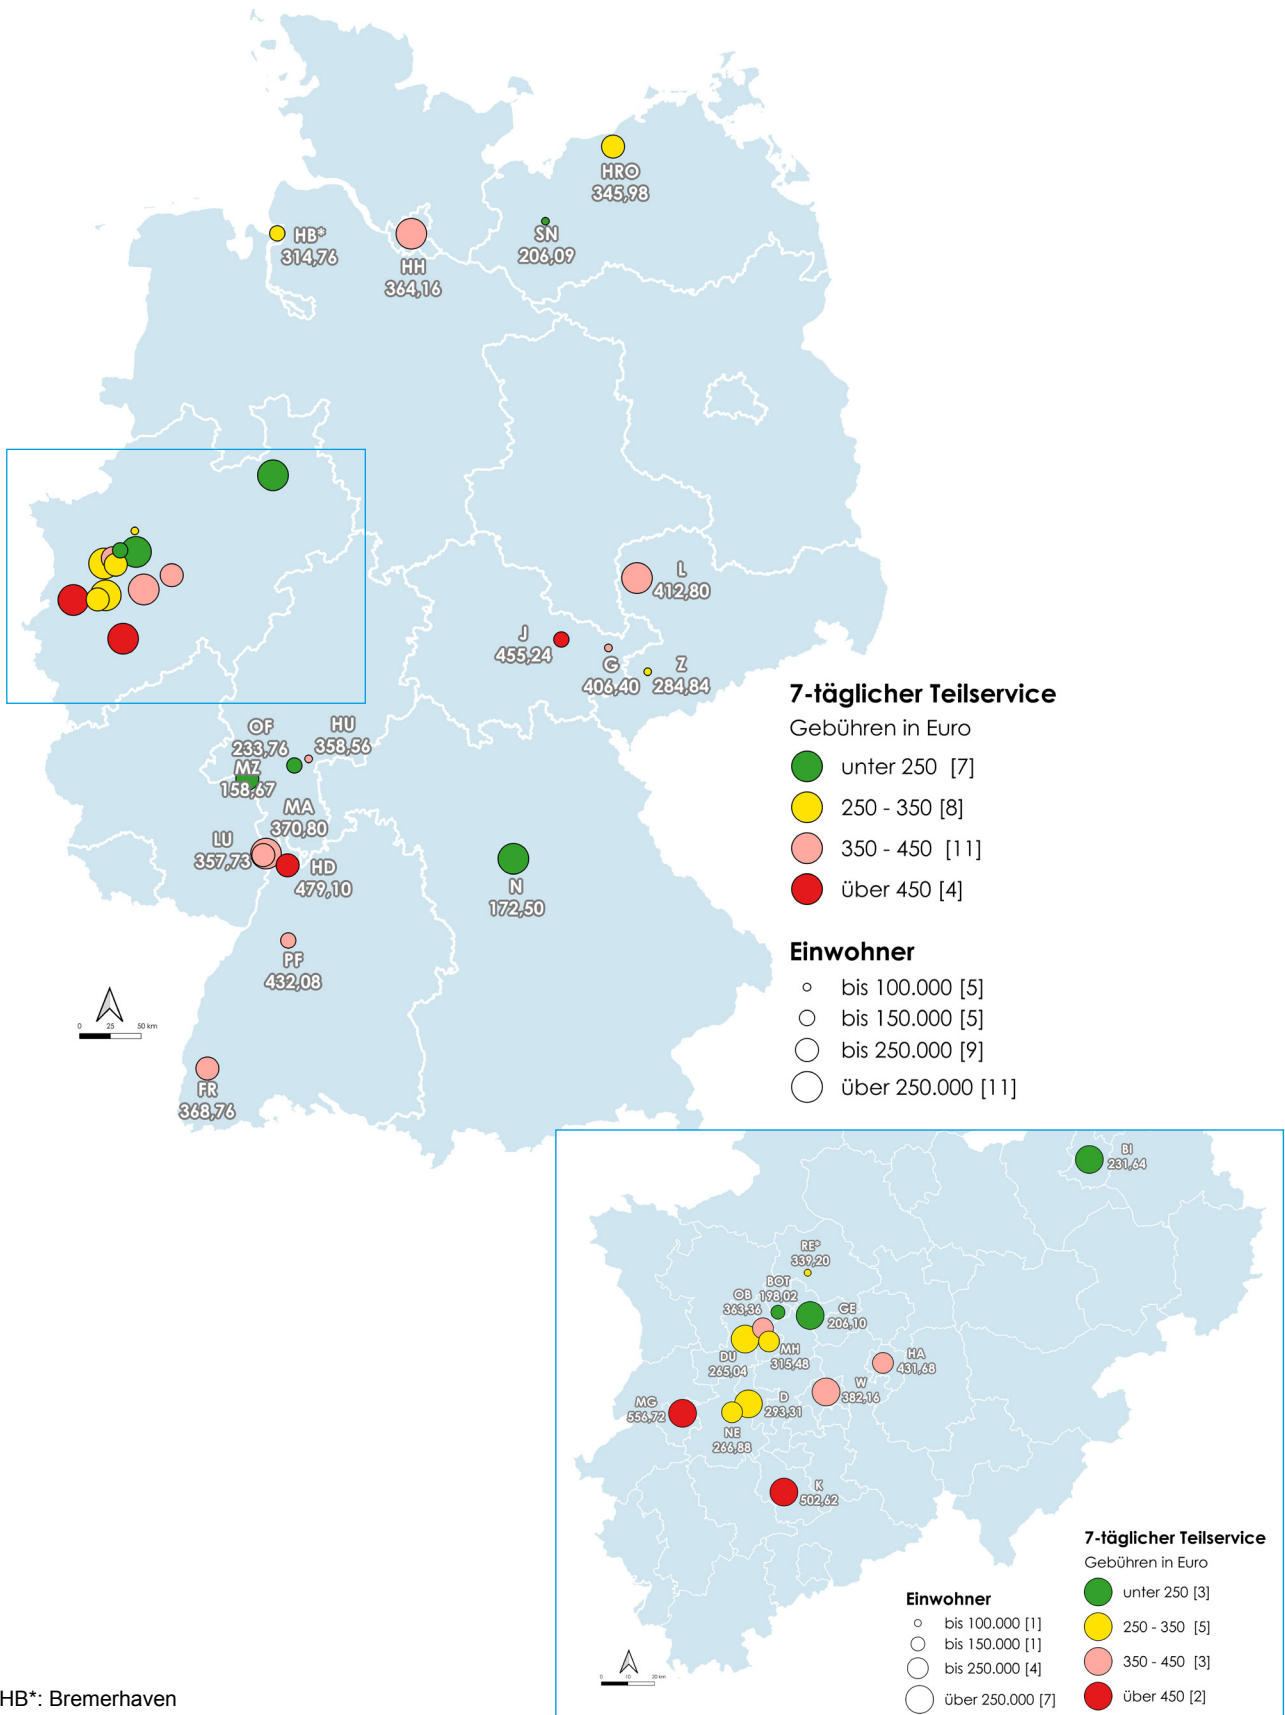 HRO
345,98
HB*
314,76
HH
364,16
SN
206,09
L
412,80
J
455,24
G
406,40
Z
284,84
OF
233,76
HU
358,56
MZ
158,67
MA
370,80
LU
357,73
HD
479,10
N
172,50
PF
432,08
FR
368,76
0 25 50 km
7-täglicher Teilservice
Gebühren in Euro
unter 250 [7]
250 - 350 [8]
350 - 450 [11]
über 450 [4]
Einwohner
bis 100.000 [5]
bis 150.000 [5]
bis 250.000 [9]
über 250.000 [11]
BI
231,64
RE*
339,20
BOT
198,02
OB
363,36
GE
206,10
DU
265,04
MH
315,48
HA
431,68
W
382,16
MG
556,72
D
293,31
NE
266,88
K
502,62
7-täglicher Teilservice
Gebühren in Euro
unter 250 [3]
250 - 350 [5]
350 - 450 [3]
über 450 [2]
Einwohner
bis 100.000 [1]
bis 150.000 [1]
bis 250.000 [4]
über 250.000 [7]
0 10 20 km
HB*: Bremerhaven